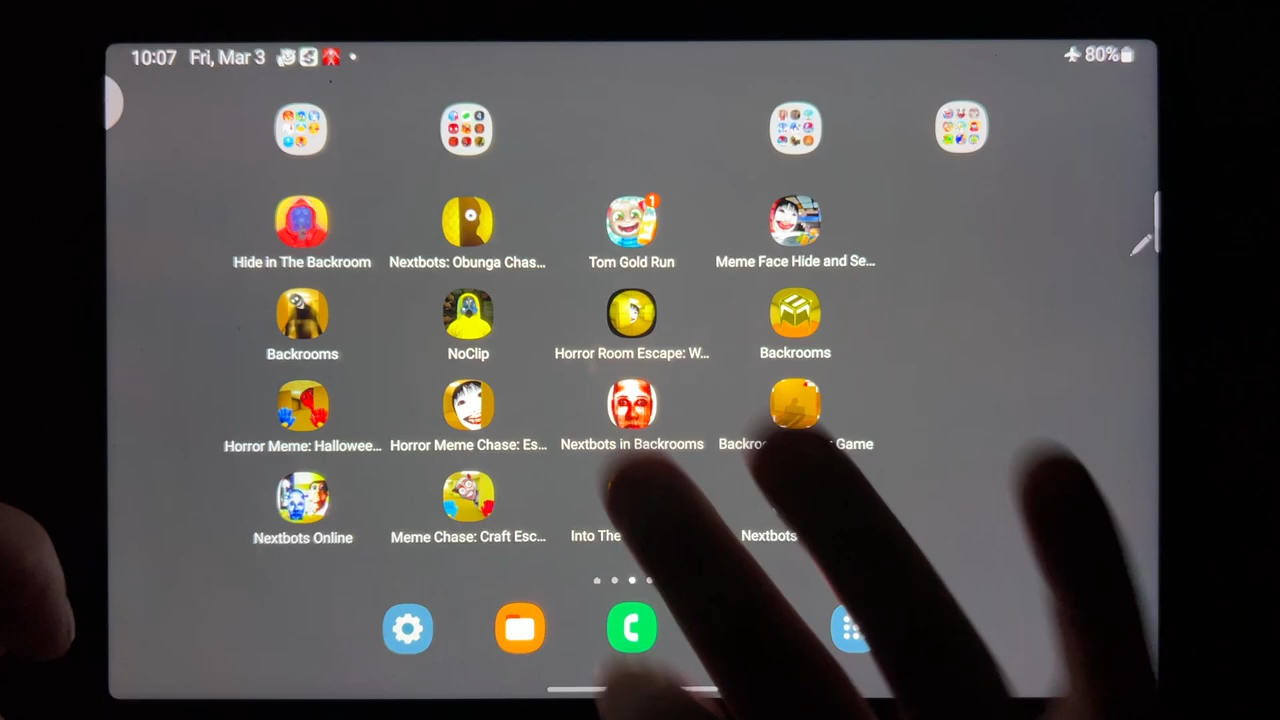 10:07 Fri, Mar 3
80%
1
Hide in The Backroom Nextbots: Obunga Chas... Tom Gold Run Meme Face Hide and Se...
Backrooms NoClip Horror Room Escape: W... Backrooms
Horror Meme: Hallowee... Horror Meme Chase: Es... Nextbots in Backrooms Game
Nextbots Online Meme Chase: Craft Esc... Into Nextbots